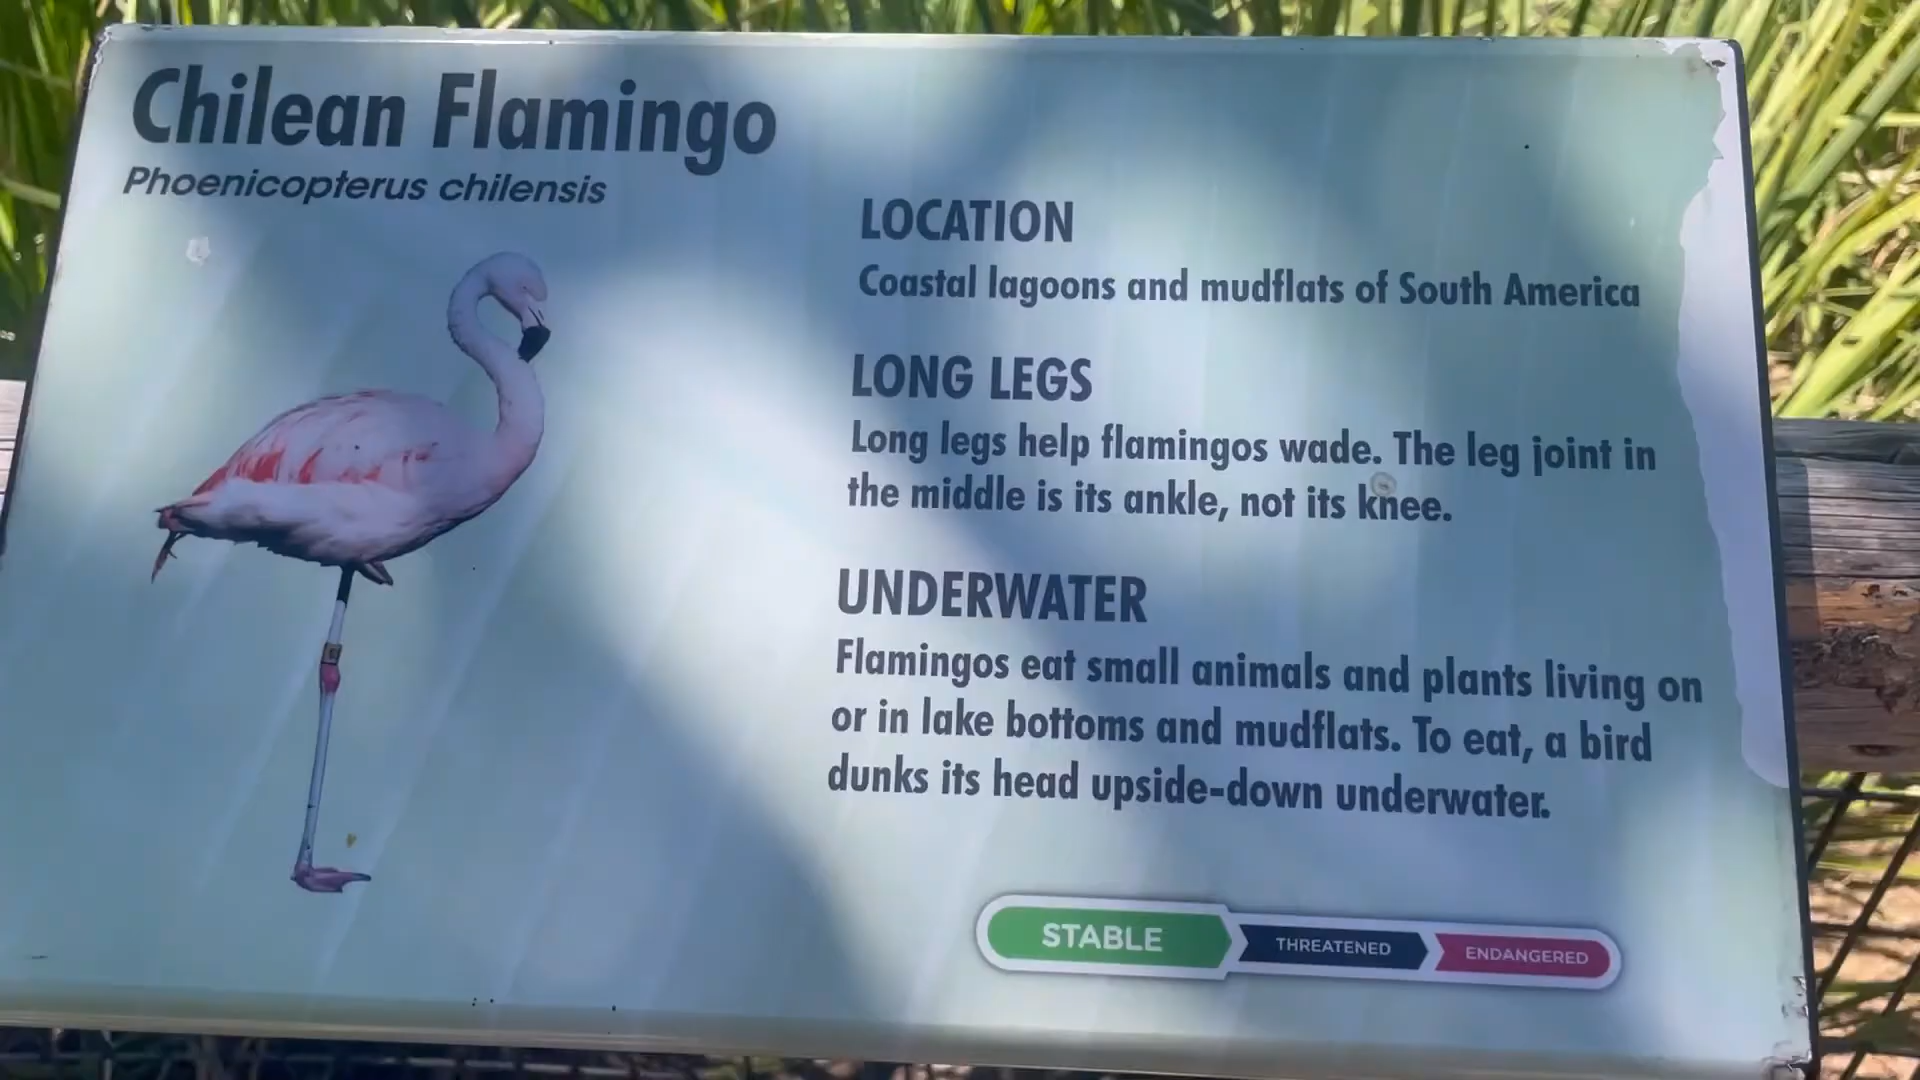 Chilean Flamingo
Phoenicopterus chilensis
LOCATION
Coastal lagoons and mudflats of South America
LONG LEGS
Long legs help flamingos wade. The leg joint in
the middle is its ankle, not its knee.
UNDERWATER
Flamingos eat small animals and plants living on
or in lake bottoms and mudflats. To eat, a bird
dunks its head upside-down underwater.
STABLE THREATENED ENDANGERED